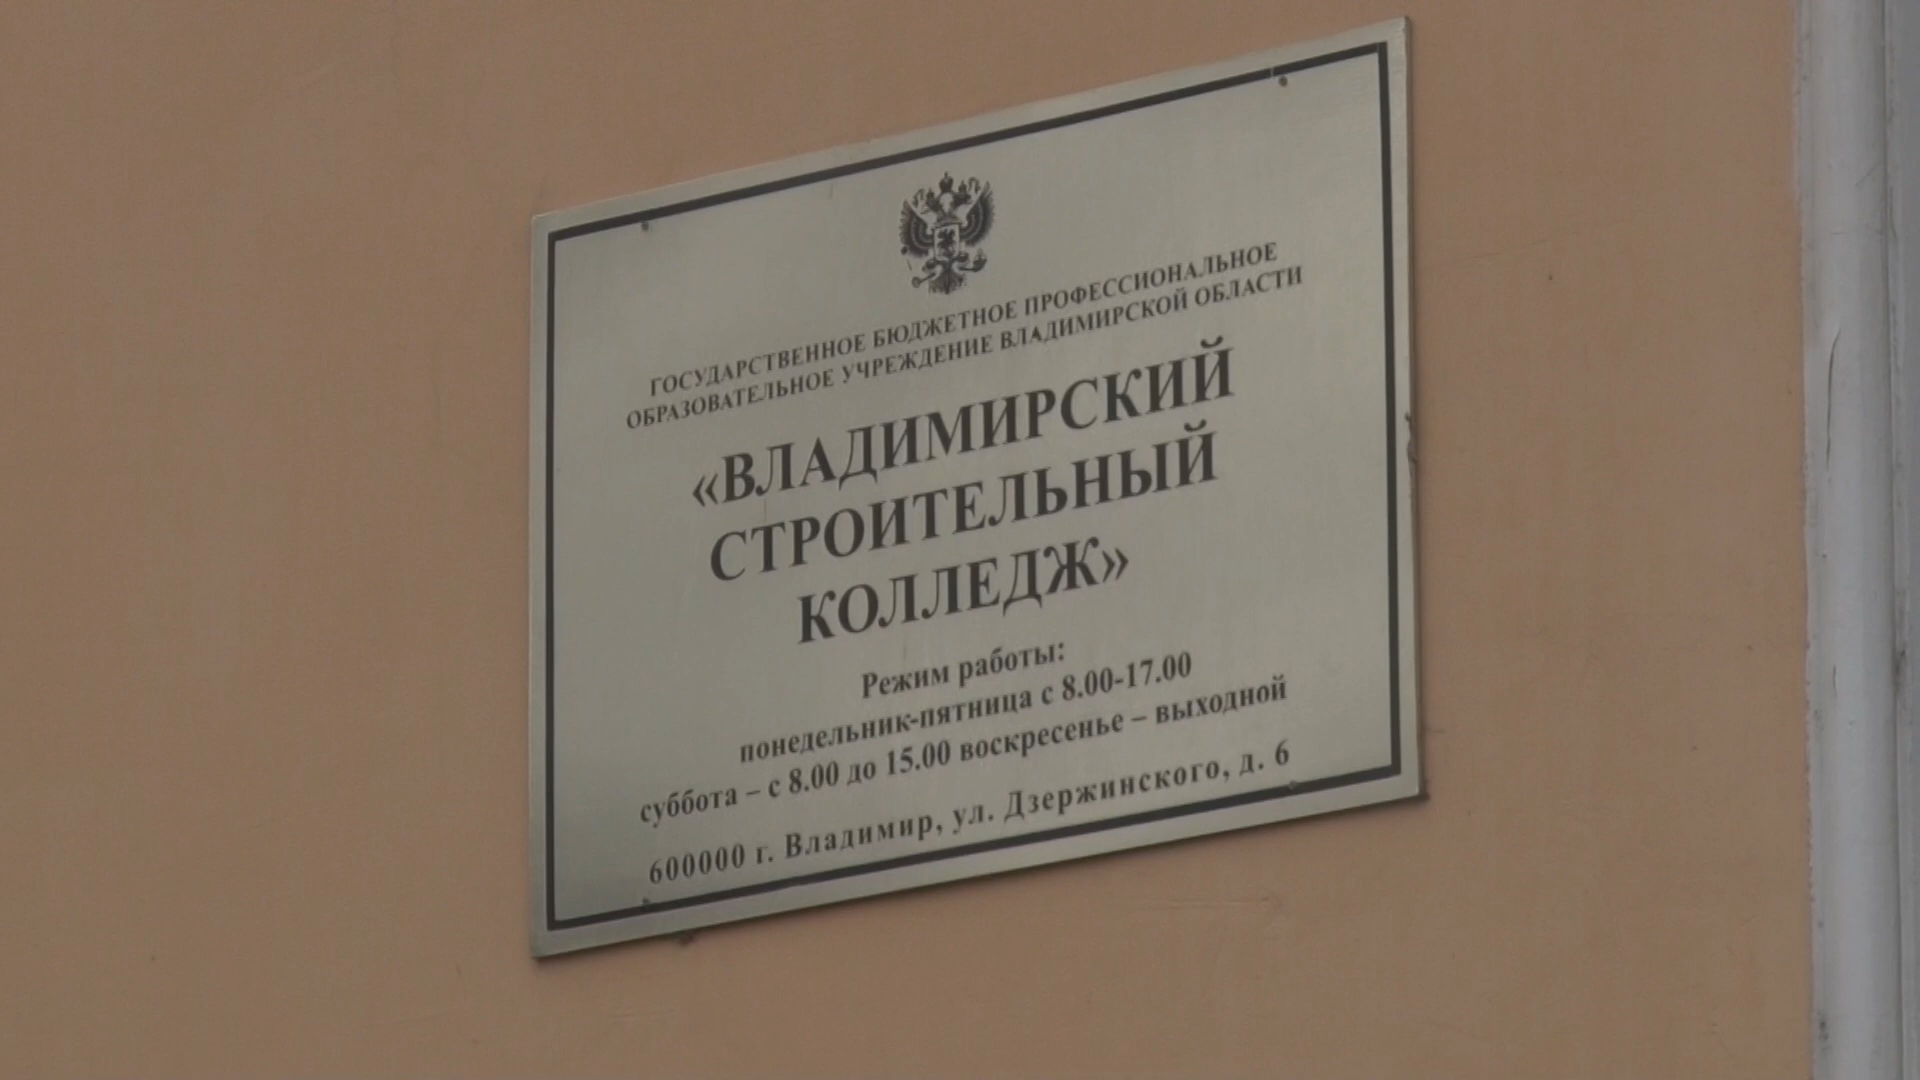 ГОСУДАРСТВЕННОЕ БЮДЖЕТНОЕ ПРОФЕССИОНАЛЬНОЕ
ОБРАЗОВАТЕЛЬНОЕ УЧРЕЖДЕНИЕ ВЛАДИМИРСКОЙ ОБЛАСТИ
«ВЛАДИМИРСКИЙ
СТРОИТЕЛЬНЫЙ
КОЛЛЕДЖ»
Режим работы:
понедельник-пятница с 8.00-17.00
суббота – с 8.00 до 15.00 воскресенье – выходной
600000 г. Владимир, ул. Дзержинского, д. 6